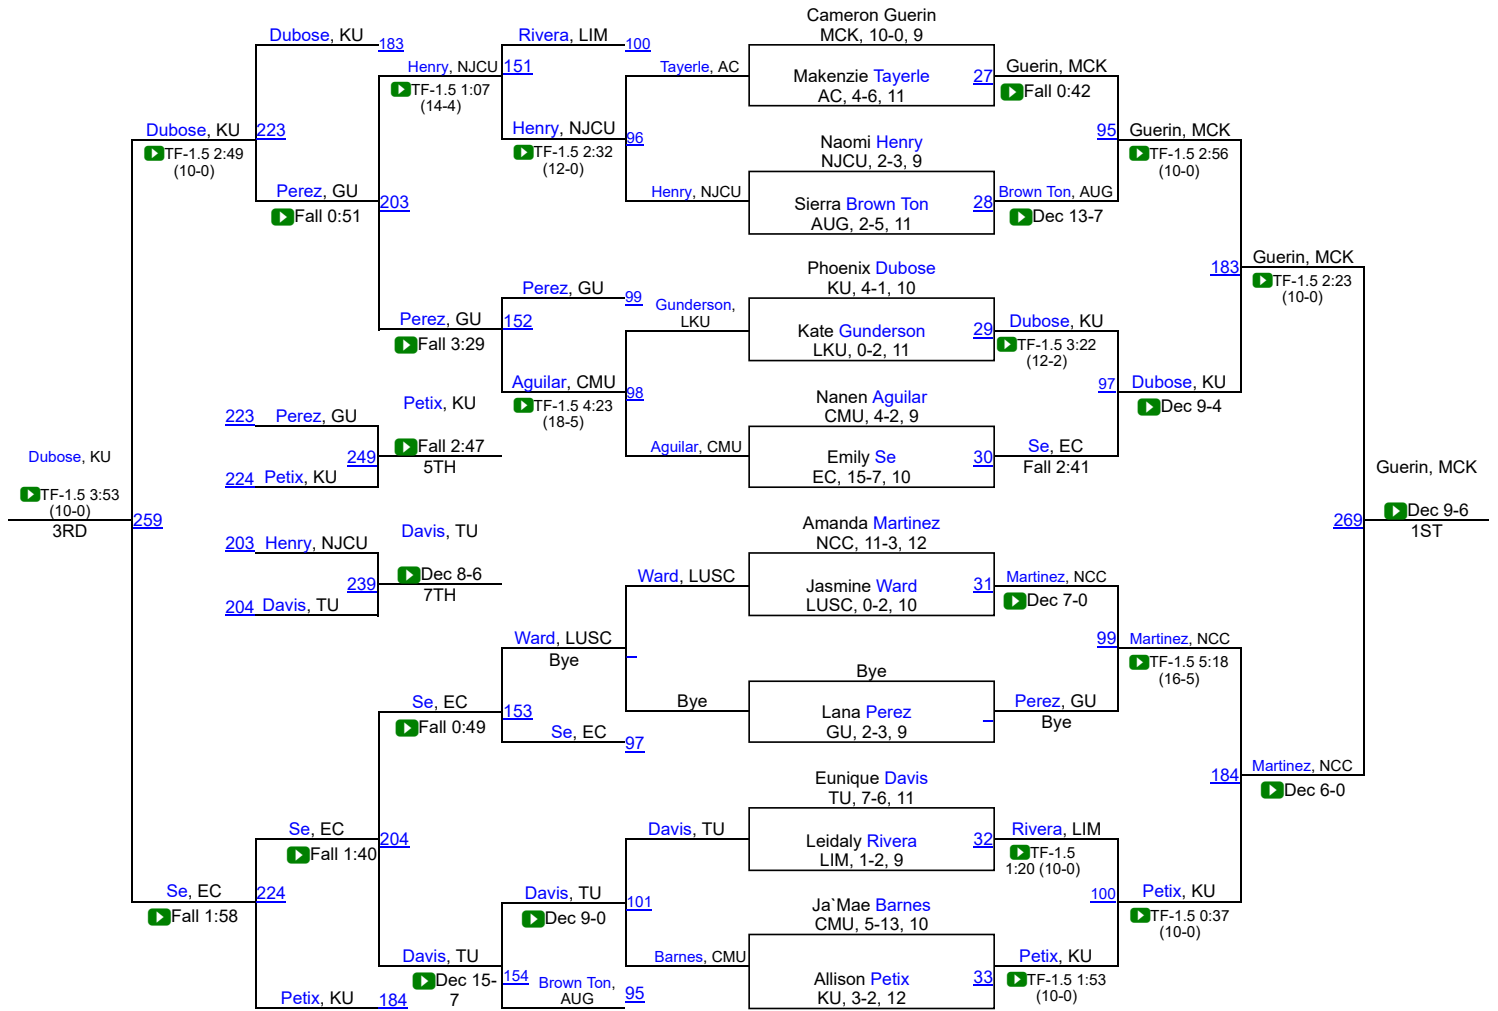 Cameron Guerin
MCK, 10-0, 9
Dubose, KU
183
Rivera, LIM
100
Henry, NJCU
151
TF-1.5 1:07
(14-4)
Tayerle, AC
Makenzie Tayerle
27
AC, 4-6, 11
Guerin, MCK
Fall 0:42
Dubose, KU
223
TF-1.5 2:49
(10-0)
Henry, NJCU
96
TF-1.5 2:32
(12-0)
Naomi Henry
NJCU, 2-3, 9
95
Guerin, MCK
TF-1.5 2:56
(10-0)
Perez, GU
203
Fall 0:51
Henry, NJCU
Sierra Brown Ton
28
AUG, 2-5, 11
Brown Ton, AUG
Dec 13-7
Phoenix Dubose
KU, 4-1, 10
183
Guerin, MCK
TF-1.5 2:23
(10-0)
Perez, GU
99
Gunderson,
LKU
Perez, GU
152
Fall 3:29
Kate Gunderson
29
LKU, 0-2, 11
Dubose, KU
TF-1.5 3:22
(12-2)
Aguilar, CMU
98
TF-1.5 4:23
(18-5)
Nanen Aguilar
CMU, 4-2, 9
97
Dubose, KU
Dec 9-4
223
Perez, GU
Petix, KU
249
Fall 2:47
5TH
224
Petix, KU
Aguilar, CMU
Emily Se
30
EC, 15-7, 10
Se, EC
Fall 2:41
Dubose, KU
TF-1.5 3:53
(10-0)
259
3RD
Guerin, MCK
269
Dec 9-6
1ST
203
Henry, NJCU
Davis, TU
239
Dec 8-6
7TH
204
Davis, TU
Amanda Martinez
NCC, 11-3, 12
Ward, LUSC
Jasmine Ward
31
LUSC, 0-2, 10
Martinez, NCC
Dec 7-0
Ward, LUSC
Bye
99
Martinez, NCC
TF-1.5 5:18
(16-5)
Bye
Bye
Lana Perez
GU, 2-3, 9
Perez, GU
Bye
Se, EC
153
Fall 0:49
Se, EC
97
Eunique Davis
TU, 7-6, 11
184
Martinez, NCC
Dec 6-0
Se, EC
204
Fall 1:40
Davis, TU
Leidaly Rivera
32
LIM, 1-2, 9
Rivera, LIM
TF-1.5
1:20 (10-0)
Se, EC
224
Fall 1:58
Davis, TU
101
Dec 9-0
Ja`Mae Barnes
CMU, 5-13, 10
100
Petix, KU
TF-1.5 0:37
(10-0)
Davis, TU
154
Dec 15-
7
Barnes, CMU
Allison Petix
33
KU, 3-2, 12
Petix, KU
TF-1.5 1:53
(10-0)
Petix, KU
184
Brown Ton,
AUG
95